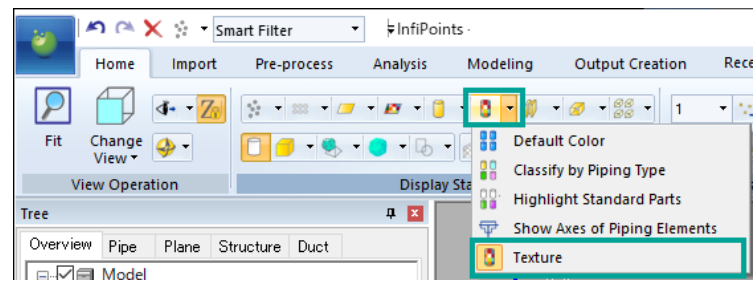 Smart Filter
InfiPoints -
Home Import Pre-process Analysis Modeling Output Creation Rece
Fit
Change View
1
View Operation
Display Sta
Default Color
Classify by Piping Type
Highlight Standard Parts
Show Axes of Piping Elements
Texture
Tree
Overview Pipe Plane Structure Duct
Model